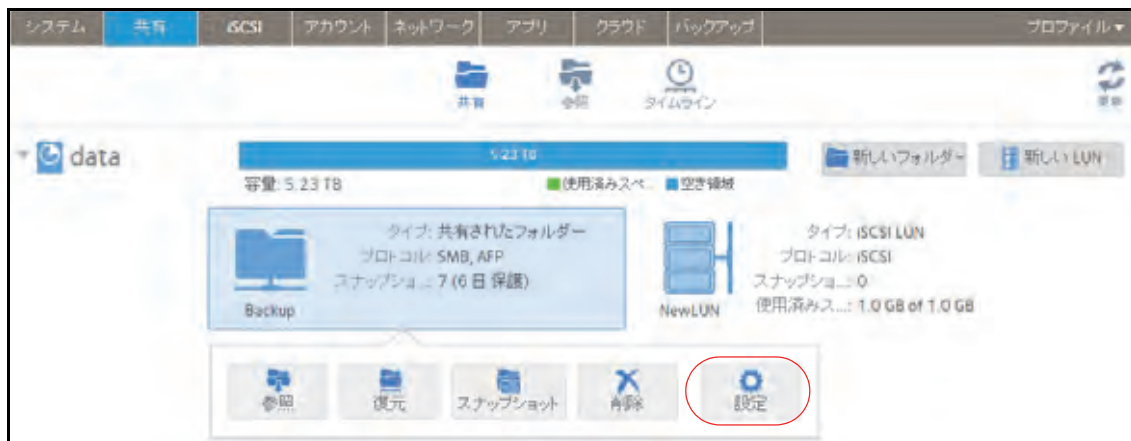 システム 共有 iSCSI アカウント ネットワーク アプリ クラウド バックアップ プロファイル
共有 参照 タイムライン 更新
data 5.23 TB 新しいフォルダー 新しい LUN
容量: 5.23 TB 使用済みスペ... 空き領域
タイプ: 共有されたフォルダー
プロトコル: SMB, AFP
スナップショ...: 7 (6 日 保護)
Backup
タイプ: iSCSI LUN
プロトコル: iSCSI
スナップショ...: 0
使用済みス...: 1.0 GB of 1.0 GB
NewLUN
参照 復元 スナップショット 削除 設定